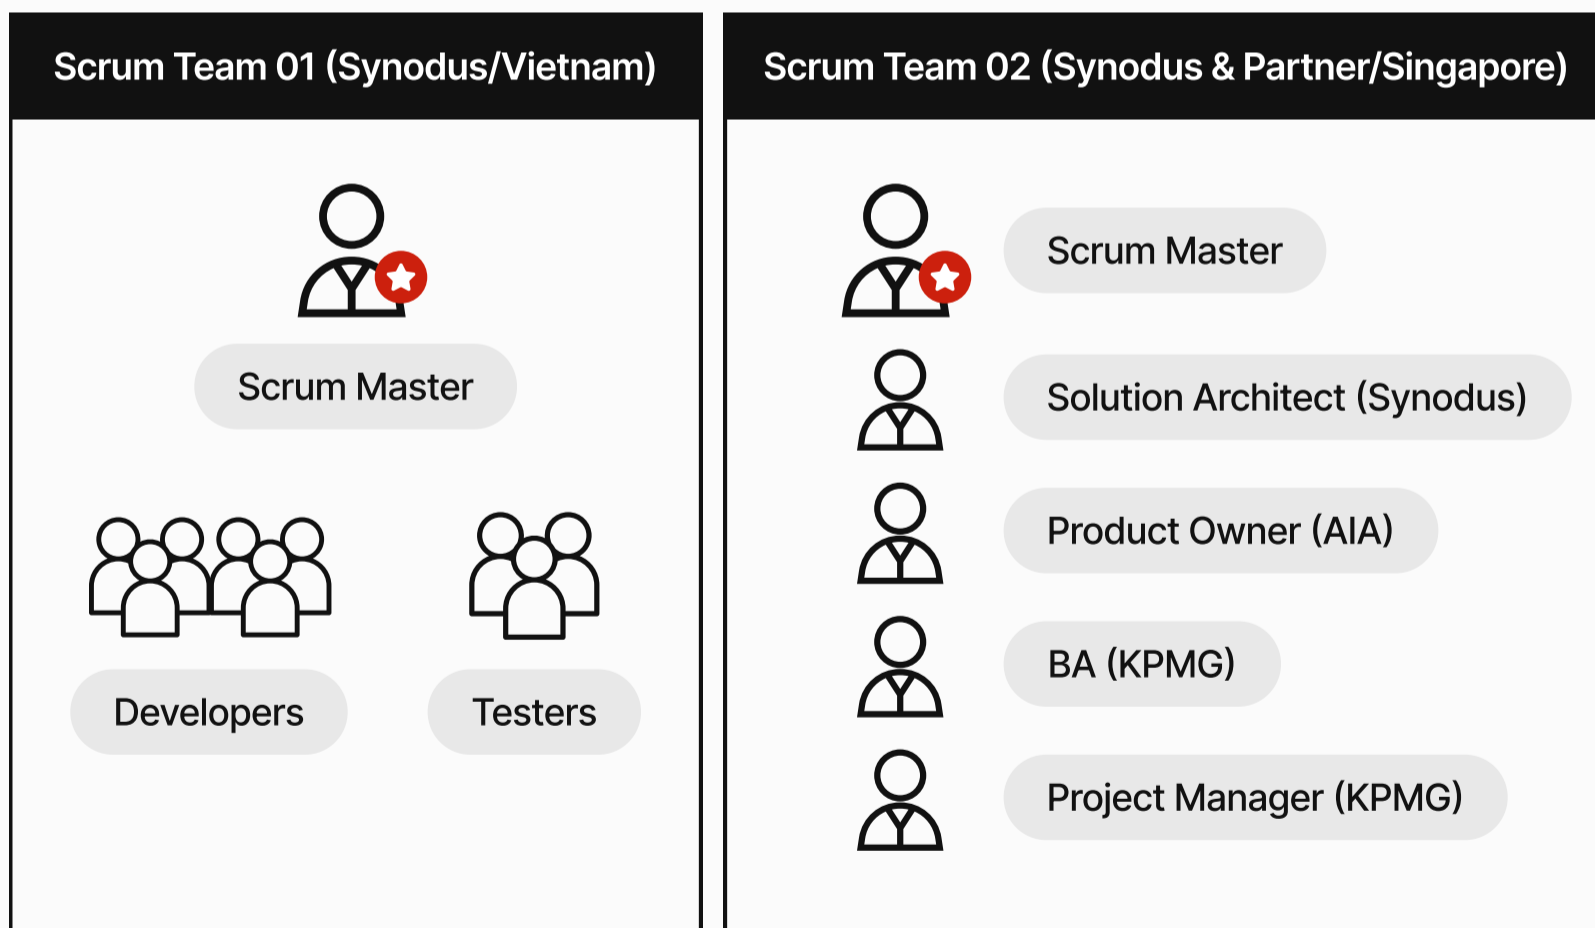 Scrum Team 01 (Synodus/Vietnam)
Scrum Master
Developers
Testers
Scrum Team 02 (Synodus & Partner/Singapore)
Scrum Master
Solution Architect (Synodus)
Product Owner (AIA)
BA (KPMG)
Project Manager (KPMG)